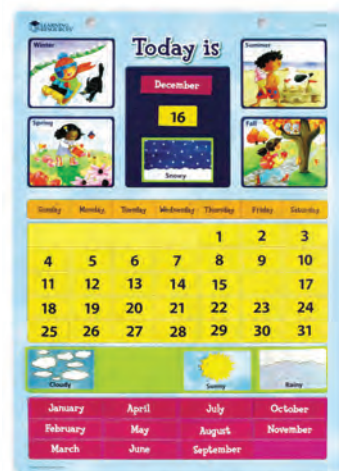 LEARNING
RESOURCES
Today is
Winter
Summer
December
16
Spring
Fall
Snowy
Sunday Monday Tuesday Wednesday Thursday Friday Saturday
1 2 3
4 5 6 7 8 9 10
11 12 13 14 15 17
18 19 20 21 22 23 24
25 26 27 28 29 30 31
Cloudy Sunny Rainy
January April July October
February May August November
March June September